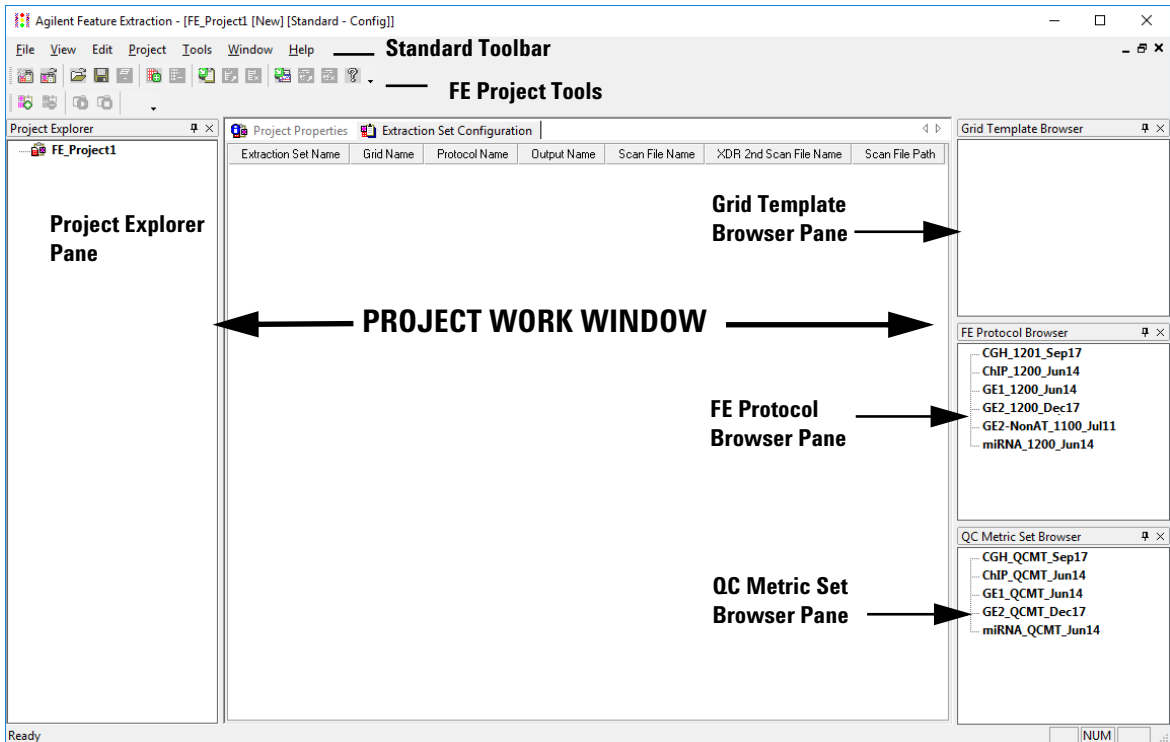 Agilent Feature Extraction - [FE_Project1 [New] [Standard - Config]]
File View Edit Project Tools Window Help
Standard Toolbar
FE Project Tools
Project Explorer
FE_Project1
Project Explorer
Pane
Project Properties
Extraction Set Configuration
Extraction Set Name Grid Name Protocol Name Output Name Scan File Name XDR 2nd Scan File Name Scan File Path
Grid Template
Browser Pane
PROJECT WORK WINDOW
FE Protocol
Browser Pane
QC Metric Set
Browser Pane
Grid Template Browser
FE Protocol Browser
CGH_1201_Sep17
ChIP_1200_Jun14
GE1_1200_Jun14
GE2_1200_Dec17
GE2-NonAT_1100_Jul11
miRNA_1200_Jun14
QC Metric Set Browser
CGH_QCMT_Sep17
ChIP_QCMT_Jun14
GE1_QCMT_Jun14
GE2_QCMT_Dec17
miRNA_QCMT_Jun14
Ready
NUM